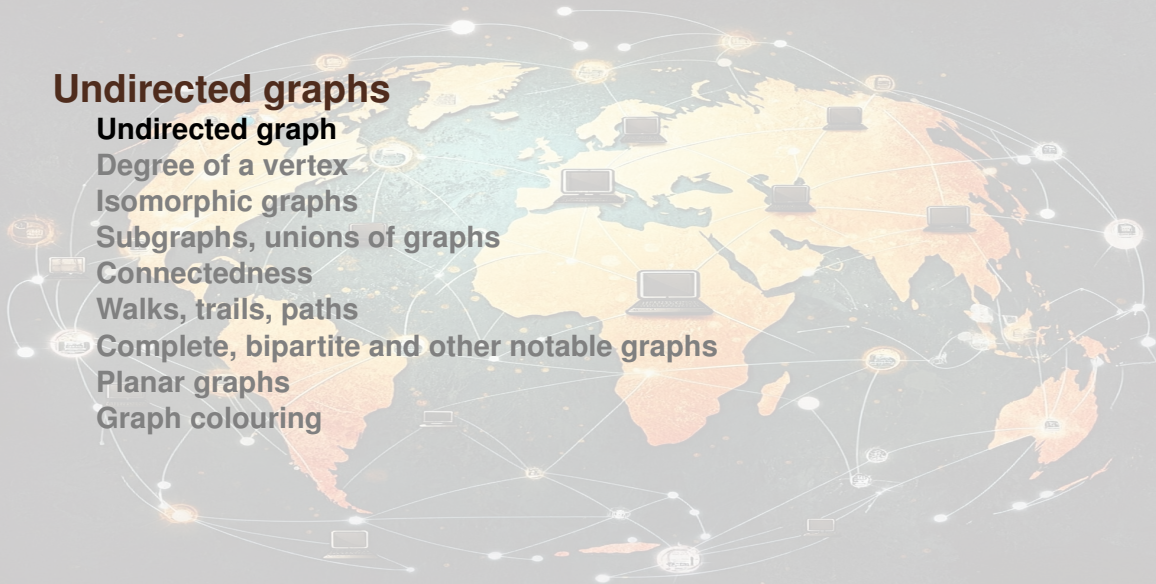 Undirected graphs
Undirected graph
Degree of a vertex
Isomorphic graphs
Subgraphs, unions of graphs
Connectedness
Walks, trails, paths
Complete, bipartite and other notable graphs
Planar graphs
Graph colouring